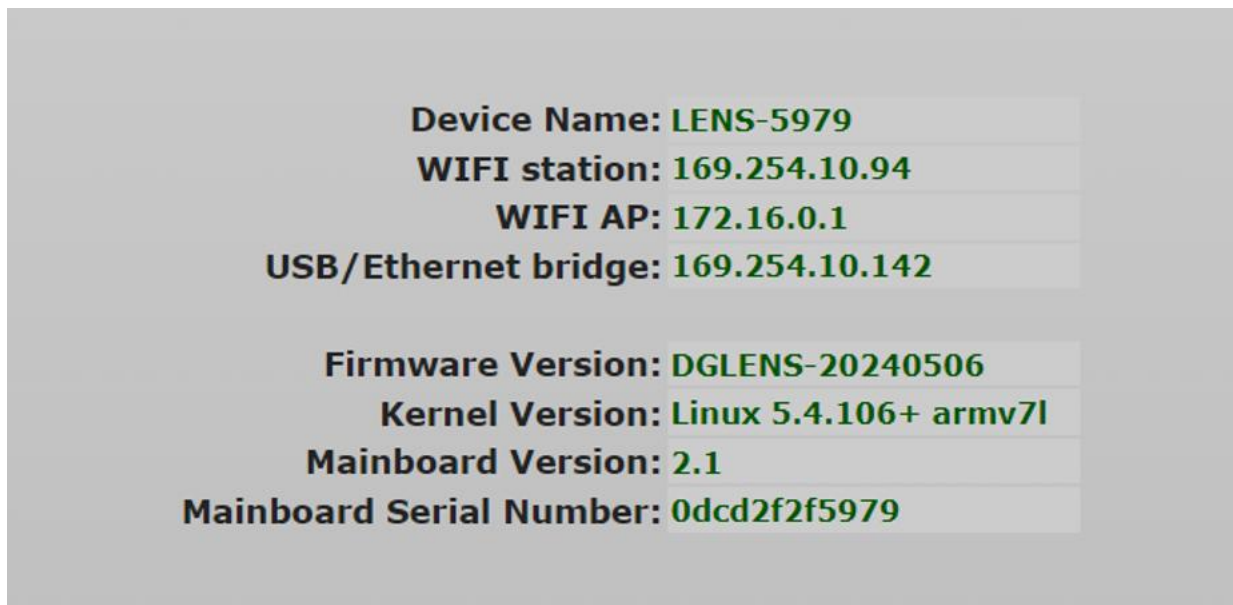 Device Name: LENS-5979
WIFI station: 169.254.10.94
WIFI AP: 172.16.0.1
USB/Ethernet bridge: 169.254.10.142
Firmware Version: DGLENS-20240506
Kernel Version: Linux 5.4.106+ armv7l
Mainboard Version: 2.1
Mainboard Serial Number: 0dcd2f2f5979